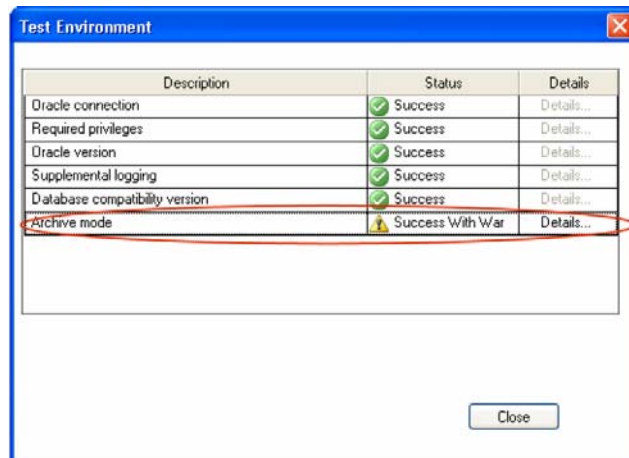 Test Environment
Description Status Details
Oracle connection Success Details...
Required privileges Success Details...
Oracle version Success Details...
Supplemental logging Success Details...
Database compatibility version Success Details...
Archive mode Success With War Details...
Close